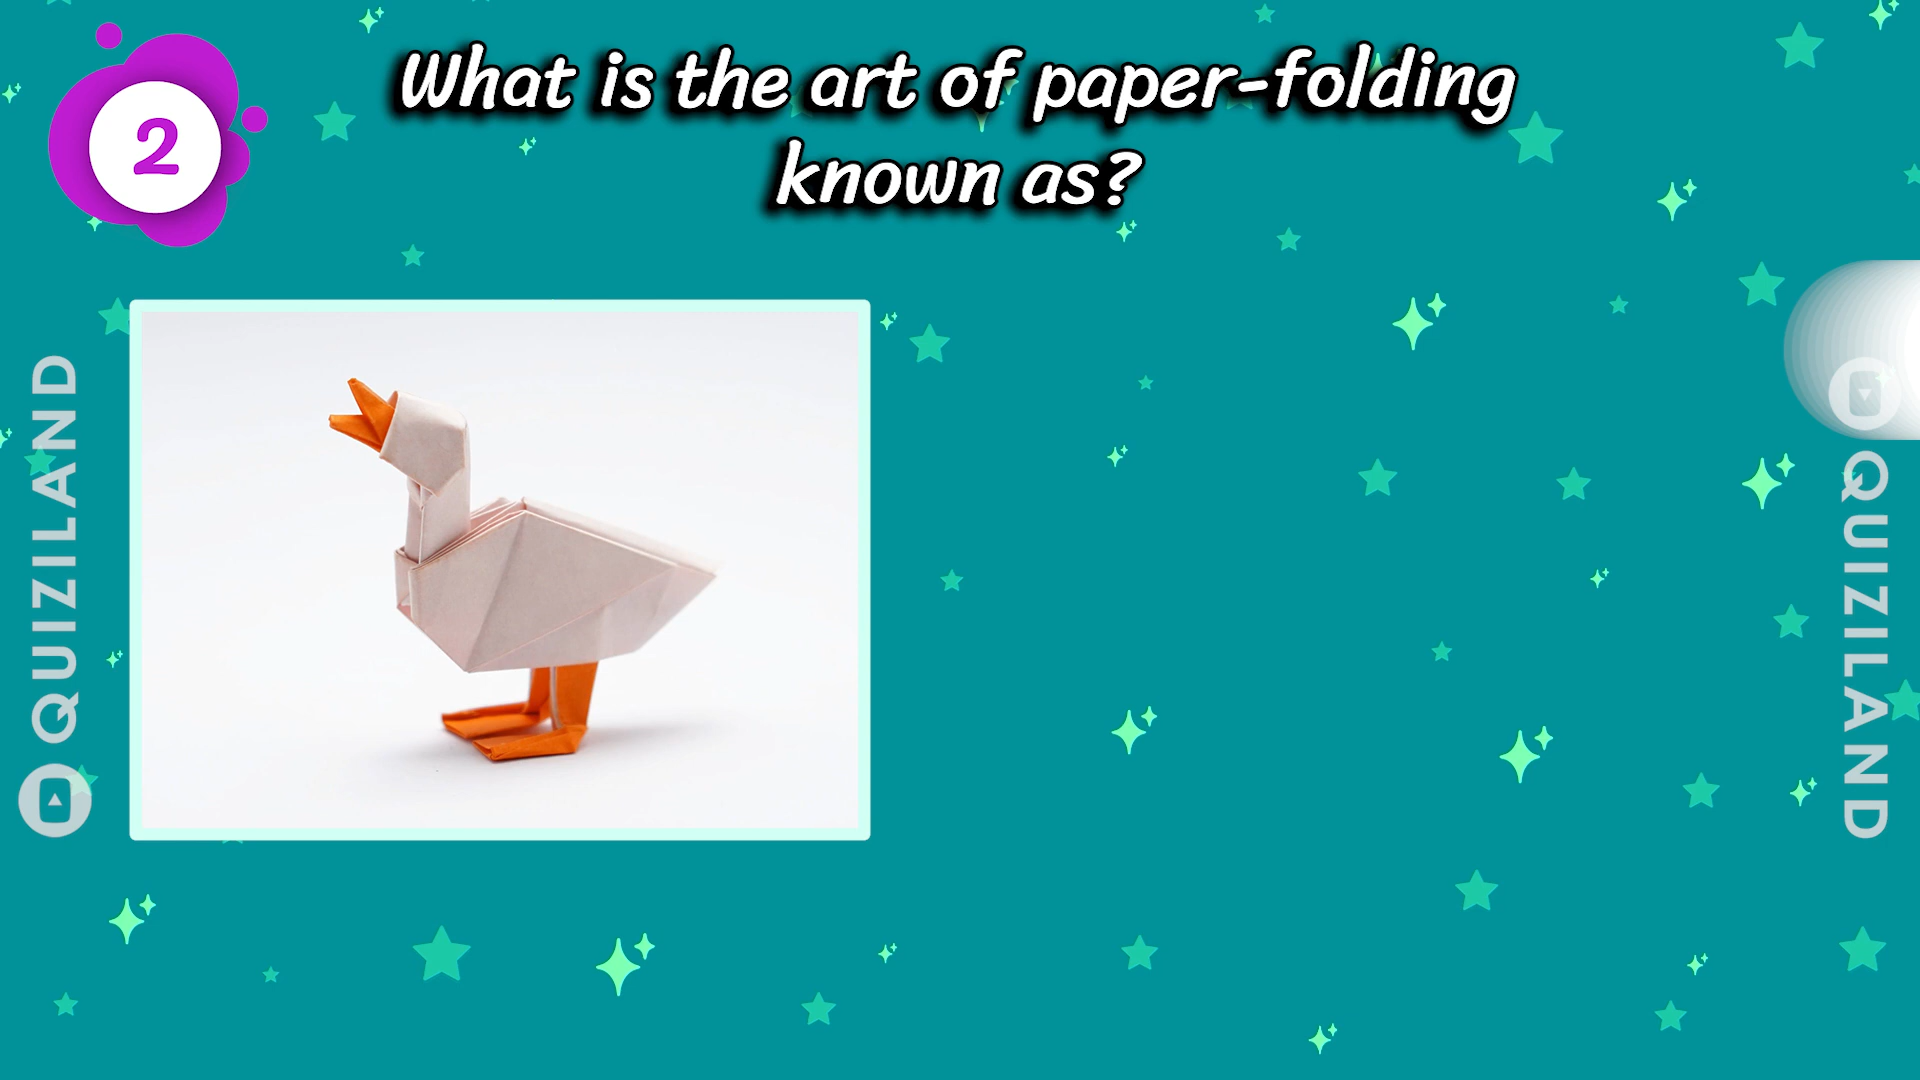 2
What is the art of paper-folding
known as?
QUIZILAND
QUIZILAND